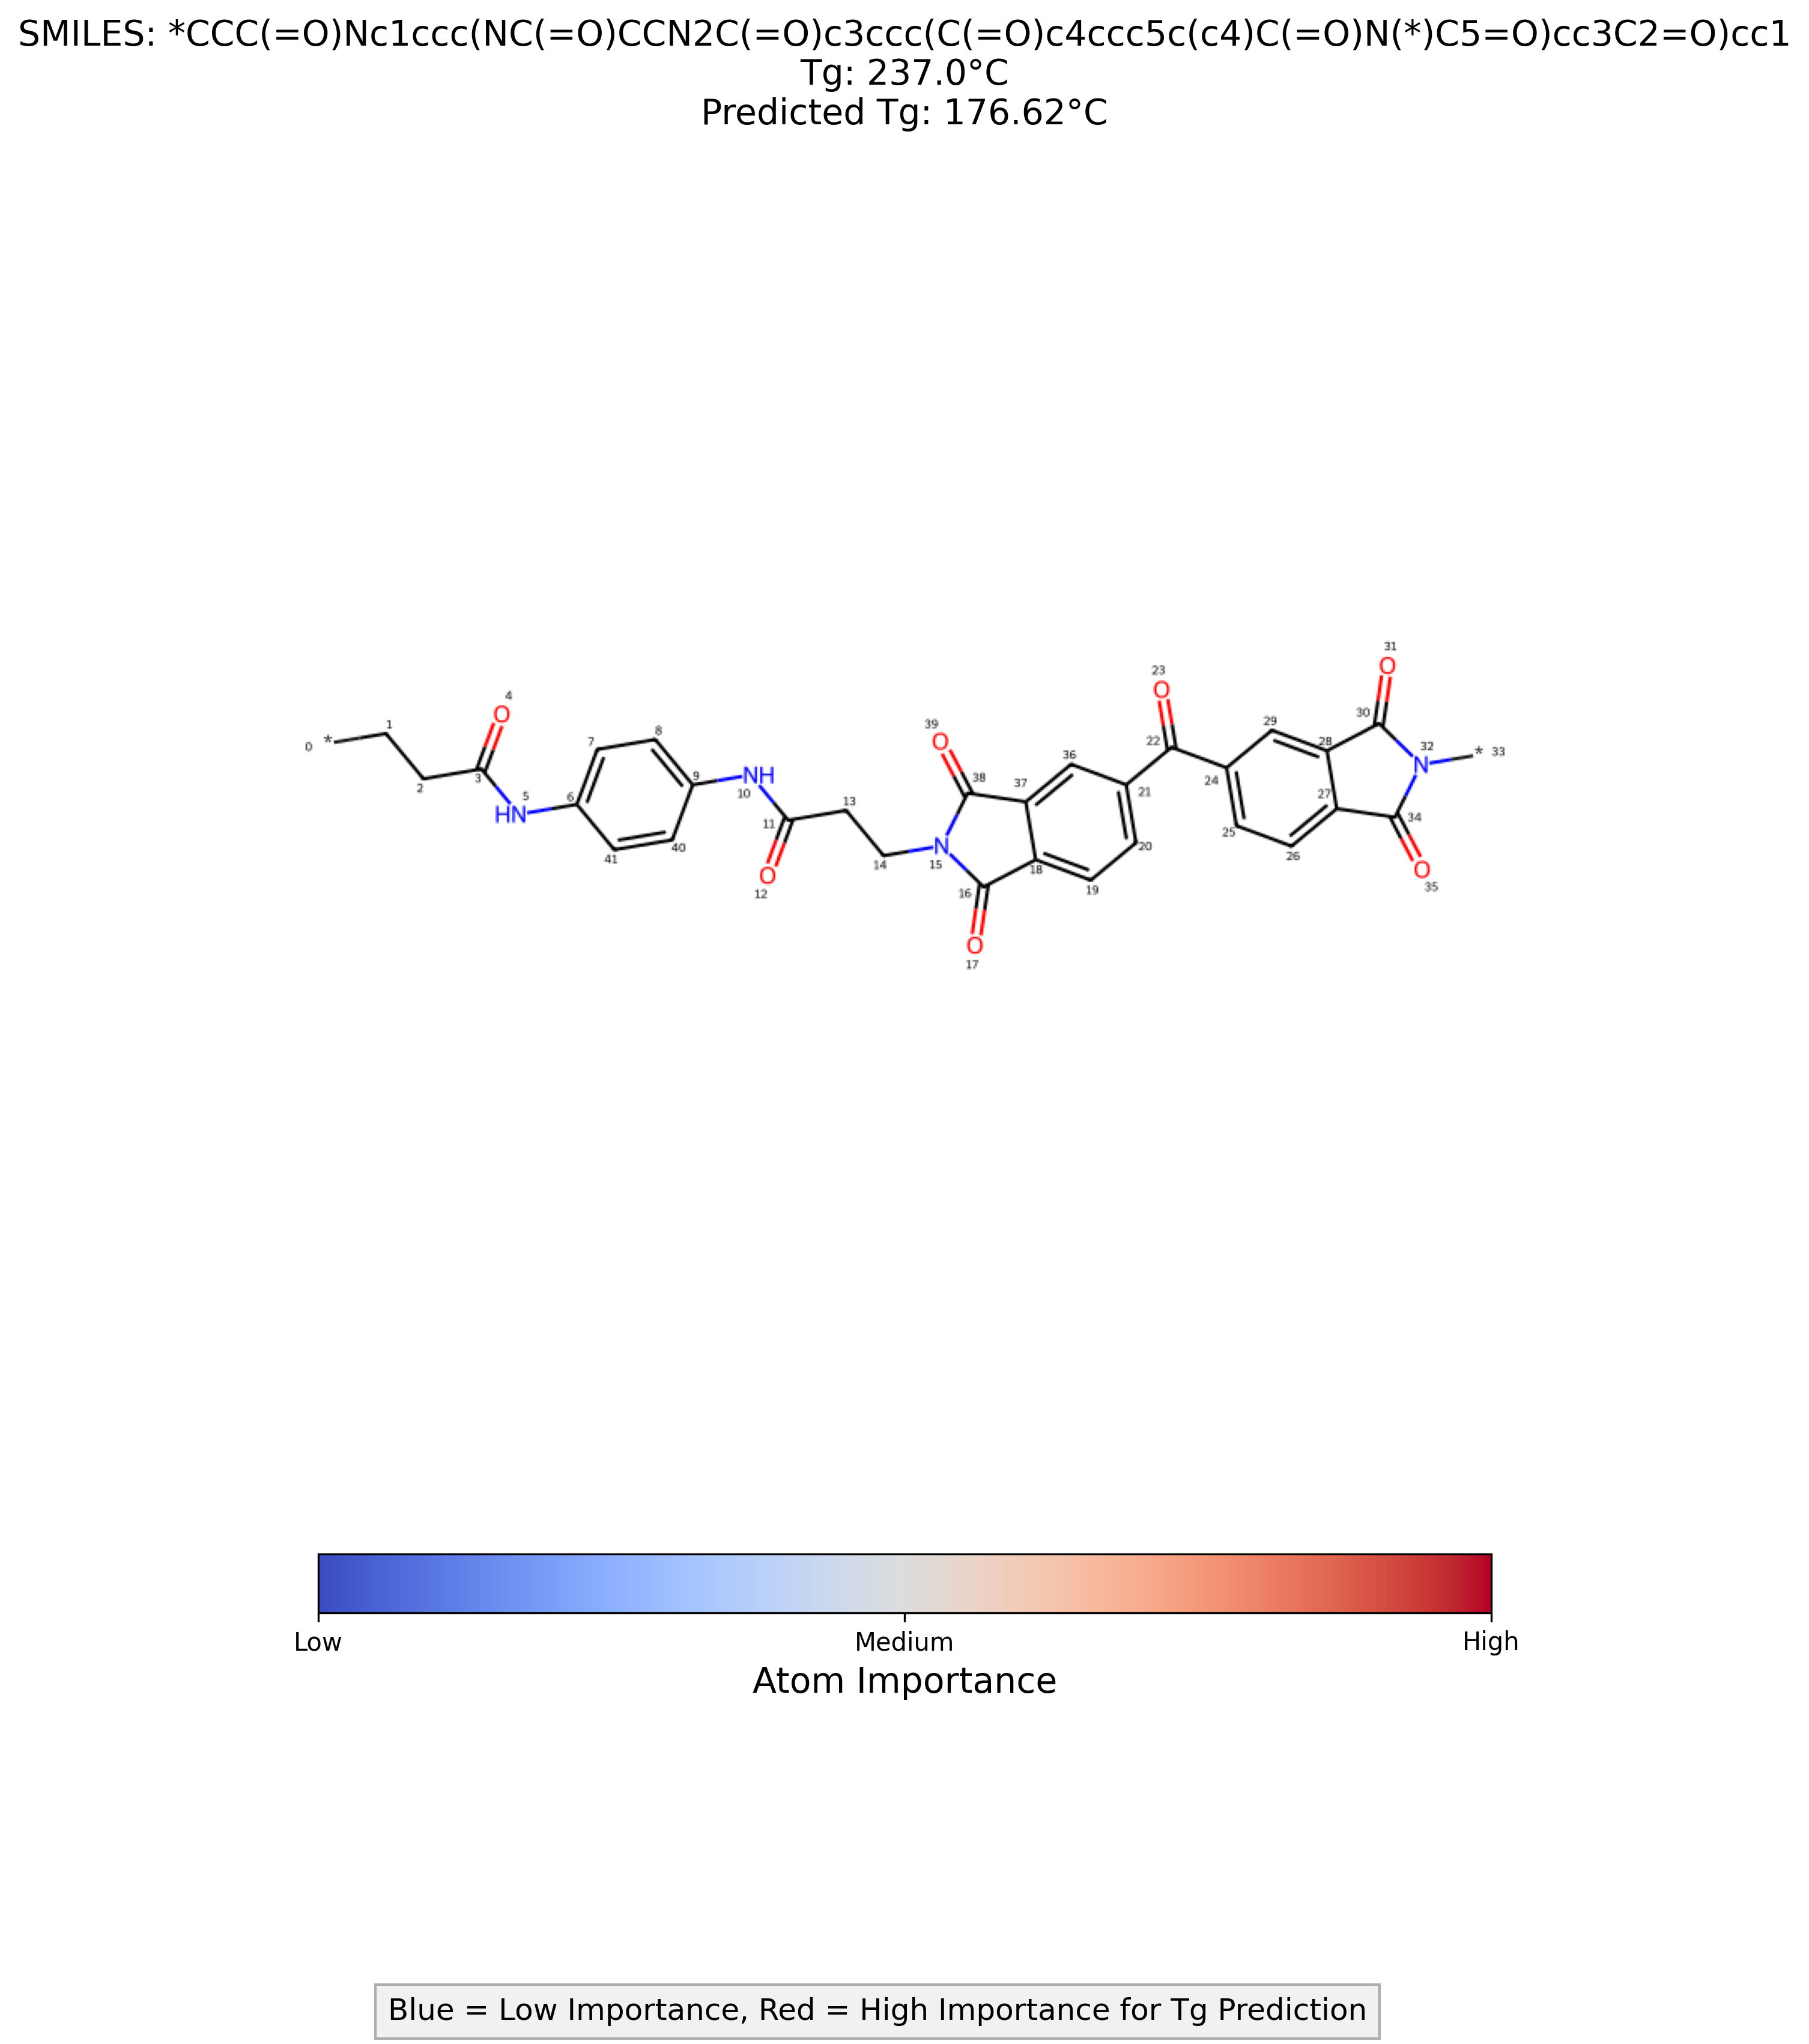 SMILES: *CCC(=O)Nc1ccc(NC(=O)CCN2C(=O)c3ccc(C(=O)c4ccc5c(c4)C(=O)N(*)C5=O)cc3C2=O)cc1
Tg: 237.0°C
Predicted Tg: 176.62°C
31
O
23
O
4
O
39
O
1
0 *
7
8
29
30
22
28
32
N
* 33
36
2
3
5
HN
6
9
NH
10
38
37
21
24
27
34
13
11
41
40
O
12
14
N
15
16
18
20
19
25
26
O
35
O
17
Low
Medium
High
Atom Importance
Blue = Low Importance, Red = High Importance for Tg Prediction